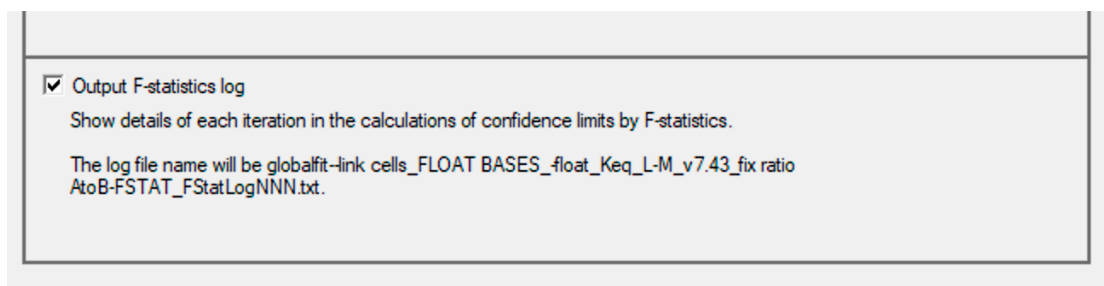 Output F-statistics log
Show details of each iteration in the calculations of confidence limits by F-statistics.
The log file name will be globalfit--link cells_FLOAT BASES_-float_Keq_L-M_v7.43_fix ratio
AtoB-FSTAT_FStatLogNNN.txt.